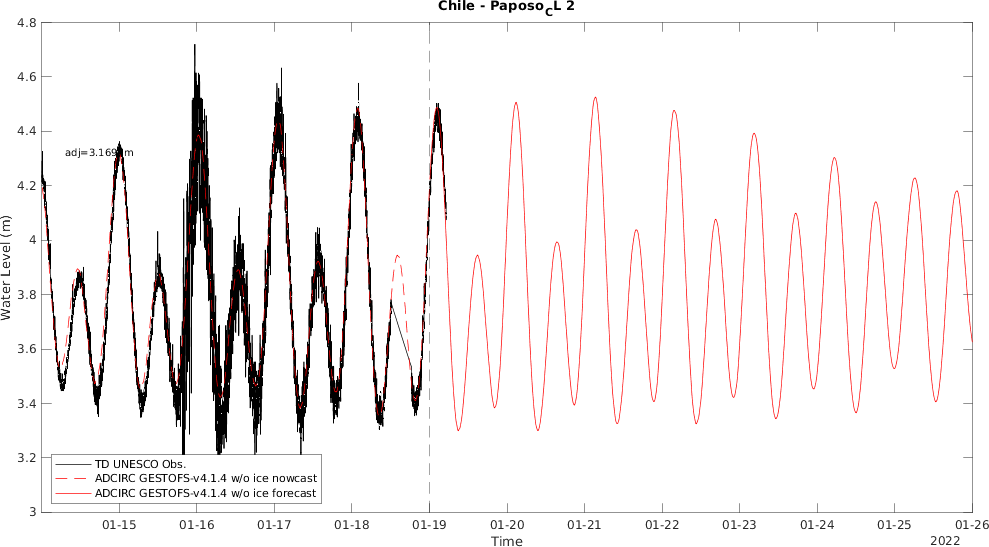 Chile - Paposo_CL 2
4.8
4.6
4.4
4.2
4
3.8
3.6
3.4
3.2
3
Water Level (m)
adj=3.169 m
TD UNESCO Obs.
ADCIRC GESTOFS-v4.1.4 w/o ice nowcast
ADCIRC GESTOFS-v4.1.4 w/o ice forecast
01-15 01-16 01-17 01-18 01-19 01-20 01-21 01-22 01-23 01-24 01-25 01-26
Time
2022